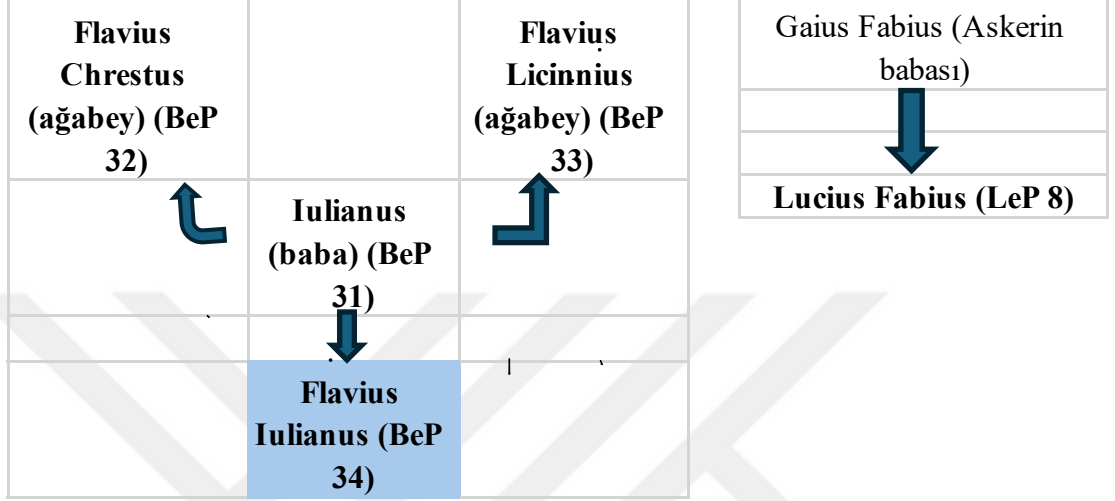 Flavius
Chrestus
(ağabey) (BeP
32)
Flavius
Licinnius
(ağabey) (BeP
33)
Iulianus
(baba) (BeP
31)
Flavius
Iulianus (BeP
34)
Gaius Fabius (Askerin
babası)
Lucius Fabius (LeP 8)